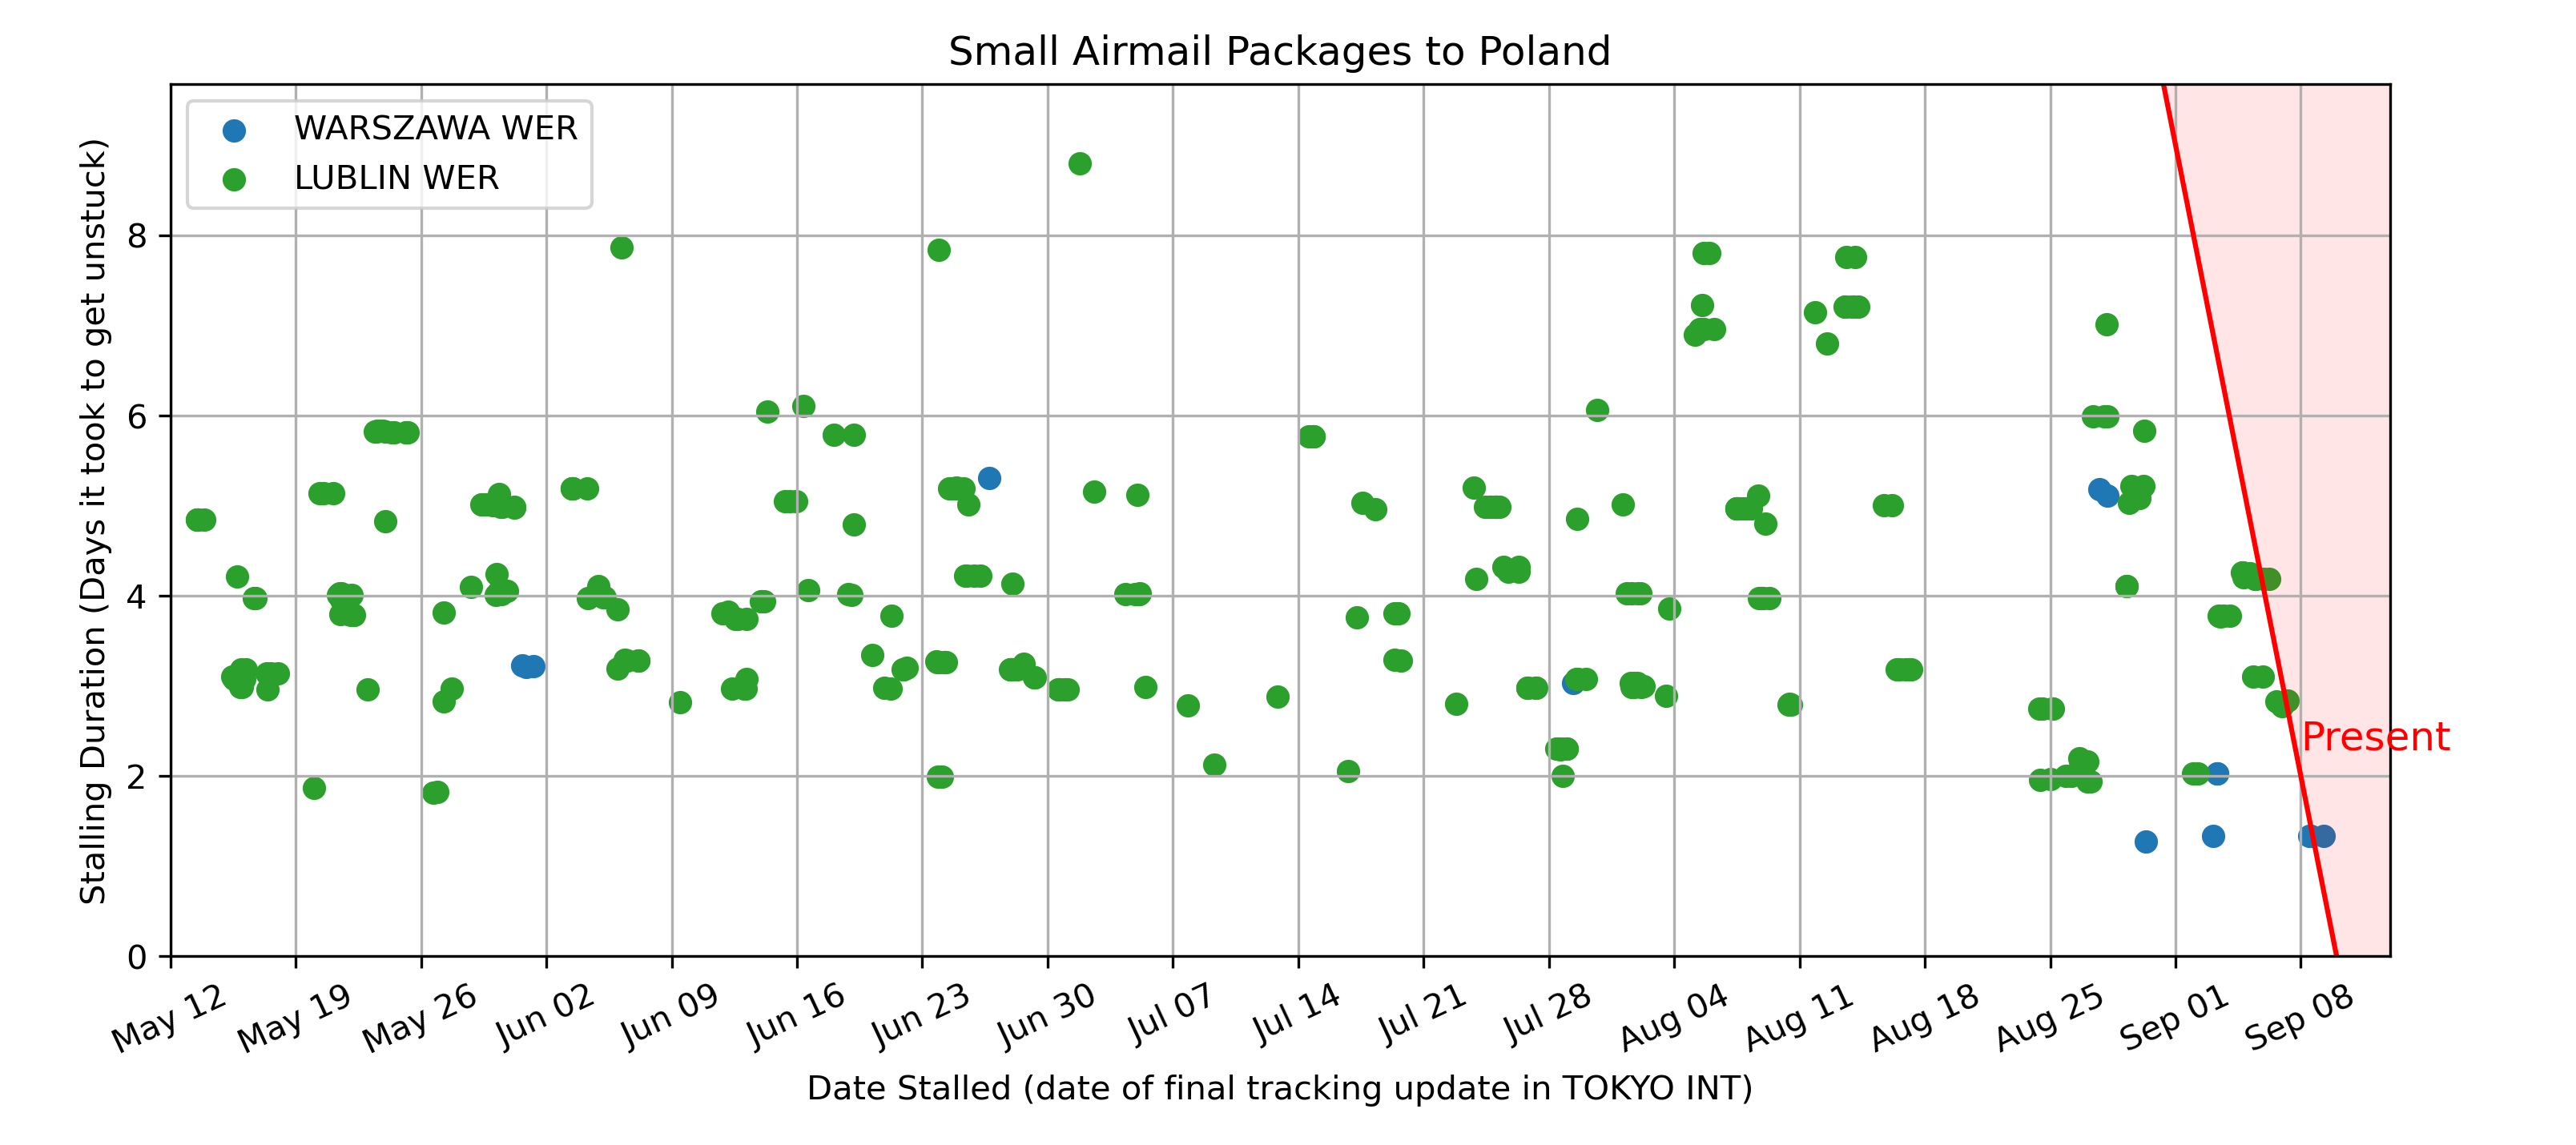 Small Airmail Packages to Poland
WARSZAWA WER
LUBLIN WER
Stalling Duration (Days it took to get unstuck)
8
6
4
2
0
Present
May 12
May 19
May 26
Jun 02
Jun 09
Jun 16
Jun 23
Jun 30
Jul 07
Jul 14
Jul 21
Jul 28
Aug 04
Aug 11
Aug 18
Aug 25
Sep 01
Sep 08
Date Stalled (date of final tracking update in TOKYO INT)